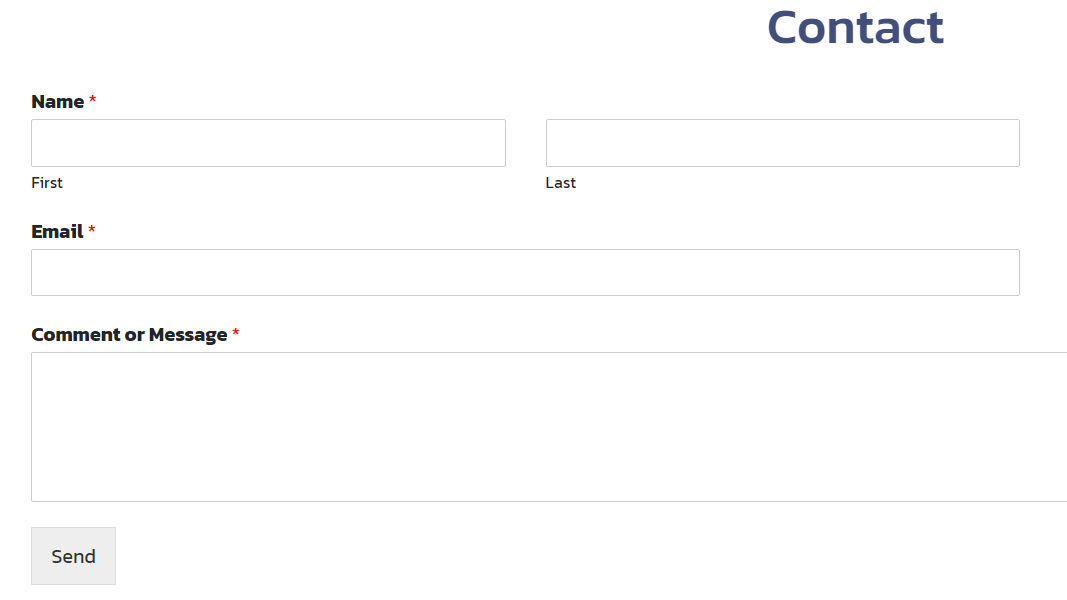 Contact
Name *
First Last
Email *
Comment or Message *
Send